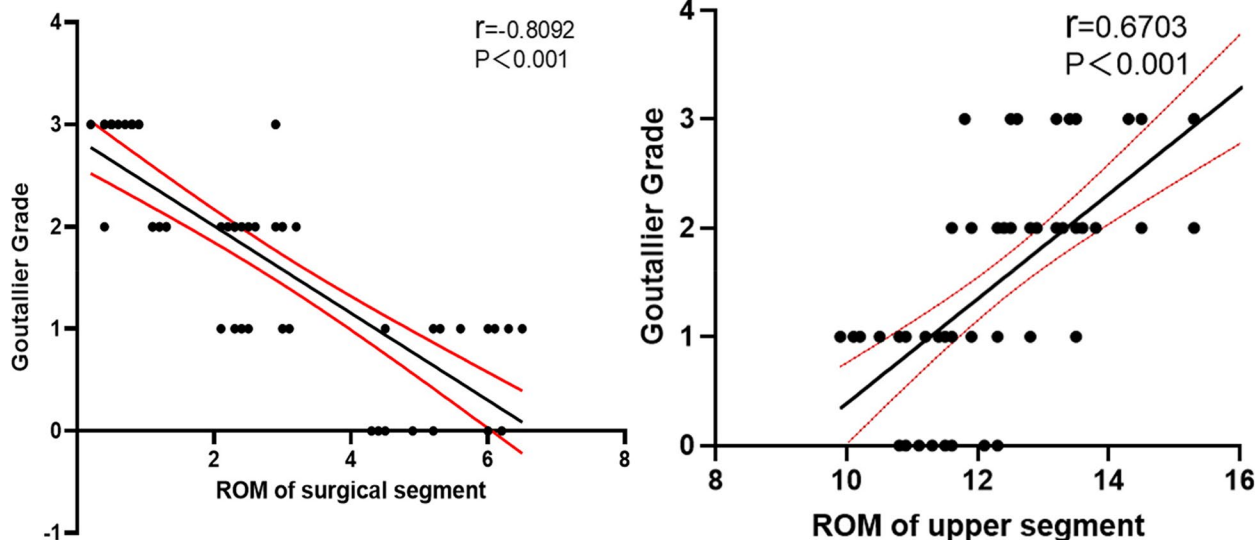 r=-0.8092
P＜0.001
4
3
2
1
0
-1
Goutallier Grade
2 4 6 8
ROM of surgical segment
r=0.6703
P＜0.001
4
3
2
1
0
Goutallier Grade
8 10 12 14 16
ROM of upper segment